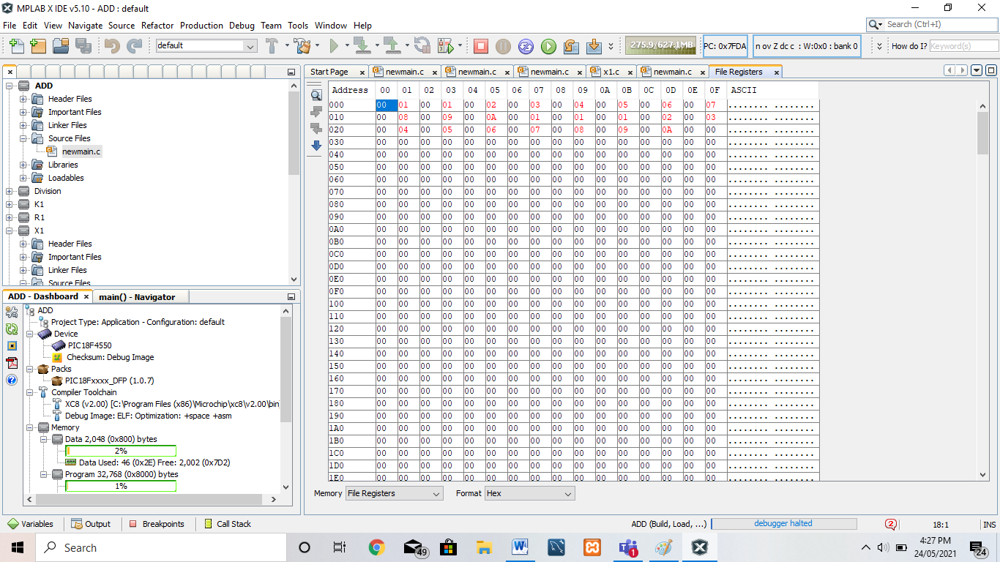 MPLAB X IDE v5.10 - ADD : default
File Edit View Navigate Source Refactor Production Debug Team Tools Window Help
Search (Ctrl+I)
default
275.9/627.1MB
PC: 0x7FDA
n ov Z dc c : W:0x0 : bank 0
How do I? Keyword(s)
Start Page newmain.c newmain.c newmain.c x1.c newmain.c File Registers
ADD
Header Files
Important Files
Linker Files
Source Files
newmain.c
Libraries
Loadables
Division
K1
R1
X1
Header Files
Important Files
Linker Files
Source Files
ADD - Dashboard main() - Navigator
ADD
Project Type: Application - Configuration: default
Device
PIC18F4550
Checksum: Debug Image
Packs
PIC18Fxxxx_DFP (1.0.7)
Compiler Toolchain
XC8 (v2.00) [C:\Program Files (x86)\Microchip\xc8\v2.00\bin
Debug Image: ELF: Optimization: +space +asm
Memory
Data 2,048 (0x800) bytes
2%
Data Used: 46 (0x2E) Free: 2,002 (0x7D2)
Program 32,768 (0x8000) bytes
1%
Address 00 01 02 03 04 05 06 07 08 09 0A 0B 0C 0D 0E 0F ASCII
000 00 01 00 01 00 02 00 03 00 04 00 05 00 06 00 07 ........ ........
010 00 08 00 09 00 0A 00 01 00 01 00 01 00 02 00 03 ........ ........
020 00 04 00 05 00 06 00 07 00 08 00 09 00 0A 00 00 ........ ........
030 00 00 00 00 00 00 00 00 00 00 00 00 00 00 00 00 ........ ........
040 00 00 00 00 00 00 00 00 00 00 00 00 00 00 00 00 ........ ........
050 00 00 00 00 00 00 00 00 00 00 00 00 00 00 00 00 ........ ........
060 00 00 00 00 00 00 00 00 00 00 00 00 00 00 00 00 ........ ........
070 00 00 00 00 00 00 00 00 00 00 00 00 00 00 00 00 ........ ........
080 00 00 00 00 00 00 00 00 00 00 00 00 00 00 00 00 ........ ........
090 00 00 00 00 00 00 00 00 00 00 00 00 00 00 00 00 ........ ........
0A0 00 00 00 00 00 00 00 00 00 00 00 00 00 00 00 00 ........ ........
0B0 00 00 00 00 00 00 00 00 00 00 00 00 00 00 00 00 ........ ........
0C0 00 00 00 00 00 00 00 00 00 00 00 00 00 00 00 00 ........ ........
0D0 00 00 00 00 00 00 00 00 00 00 00 00 00 00 00 00 ........ ........
0E0 00 00 00 00 00 00 00 00 00 00 00 00 00 00 00 00 ........ ........
0F0 00 00 00 00 00 00 00 00 00 00 00 00 00 00 00 00 ........ ........
100 00 00 00 00 00 00 00 00 00 00 00 00 00 00 00 00 ........ ........
110 00 00 00 00 00 00 00 00 00 00 00 00 00 00 00 00 ........ ........
120 00 00 00 00 00 00 00 00 00 00 00 00 00 00 00 00 ........ ........
130 00 00 00 00 00 00 00 00 00 00 00 00 00 00 00 00 ........ ........
140 00 00 00 00 00 00 00 00 00 00 00 00 00 00 00 00 ........ ........
150 00 00 00 00 00 00 00 00 00 00 00 00 00 00 00 00 ........ ........
160 00 00 00 00 00 00 00 00 00 00 00 00 00 00 00 00 ........ ........
170 00 00 00 00 00 00 00 00 00 00 00 00 00 00 00 00 ........ ........
180 00 00 00 00 00 00 00 00 00 00 00 00 00 00 00 00 ........ ........
190 00 00 00 00 00 00 00 00 00 00 00 00 00 00 00 00 ........ ........
1A0 00 00 00 00 00 00 00 00 00 00 00 00 00 00 00 00 ........ ........
1B0 00 00 00 00 00 00 00 00 00 00 00 00 00 00 00 00 ........ ........
1C0 00 00 00 00 00 00 00 00 00 00 00 00 00 00 00 00 ........ ........
1D0 00 00 00 00 00 00 00 00 00 00 00 00 00 00 00 00 ........ ........
1E0 00 00 00 00 00 00 00 00 00 00 00 00 00 00 00 00 ........ ........
Memory File Registers Format Hex
Variables Output Breakpoints Call Stack
ADD (Build, Load, ...) debugger halted 2 18:1 INS
Search
49
1
4:27 PM
24/05/2021
24